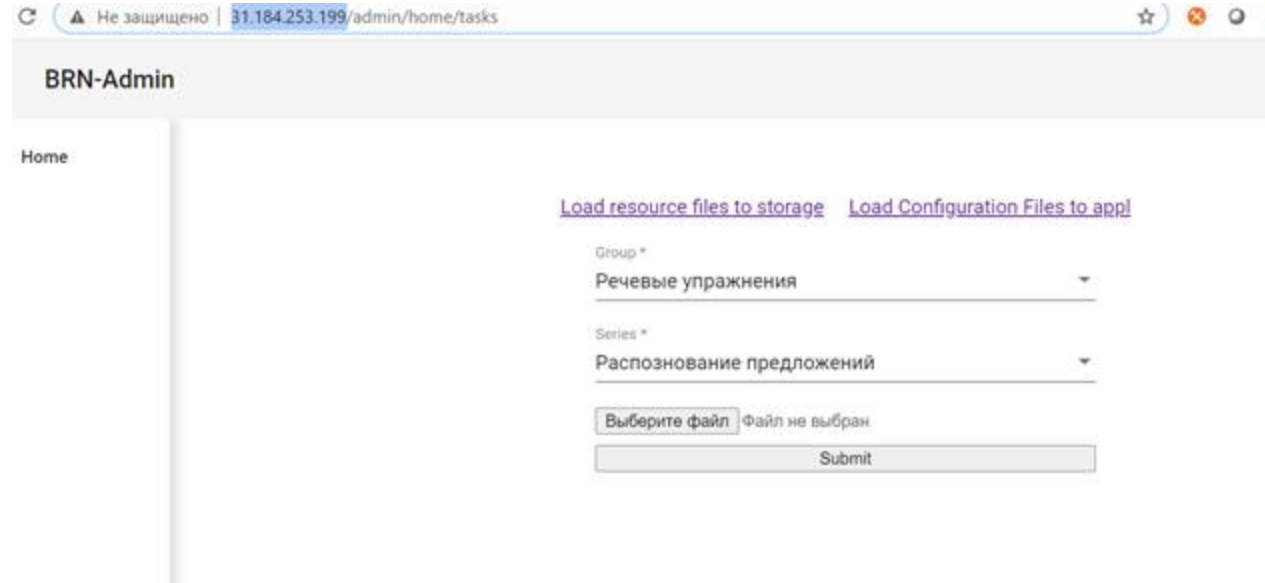 Не защищено | 31.184.253.199/admin/home/tasks
BRN-Admin
Home
Load resource files to storage Load Configuration Files to appl
Group *
Речевые упражнения
Series *
Распознование предложений
Выберите файл Файл не выбран
Submit